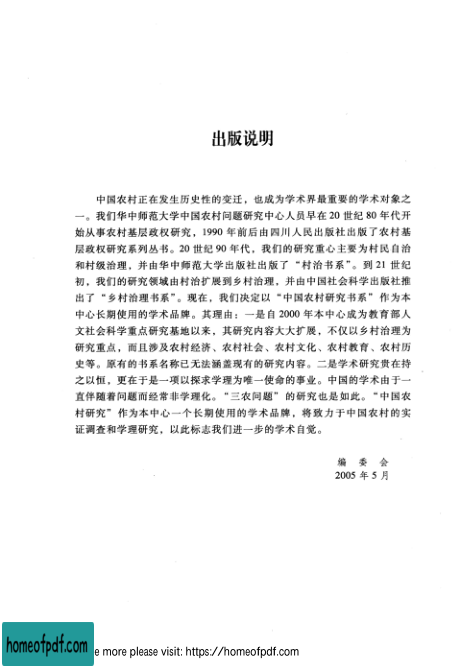 出版说明
中国农村正在发生历史性的变迁，也成为学术界最重要的学术对象之
一。我们华中师范大学中国农村问题研究中心人员早在 20 世纪 80 年代开
始从事农村基层政权研究，1990 年前后由四川人民出版社出版了农村基
层政权研究系列丛书。20 世纪 90 年代，我们的研究重心主要为村民自治
和村级治理，并由华中师范大学出版社出版了“村治书系”。到 21 世纪
初，我们的研究领域由村治扩展到乡村治理，并由中国社会科学出版社推
出了“乡村治理书系”。现在，我们决定以“中国农村研究书系”作为本
中心长期使用的学术品牌。其理由：一是自 2000 年本中心成为教育部人
文社会科学重点研究基地以来，其研究内容大大扩展，不仅以乡村治理为
研究重点，而且涉及农村经济、农村社会、农村文化、农村教育、农村历
史等。原有的书系名称已无法涵盖现有的研究内容。二是学术研究贵在持
之以恒，更在于是一项以探求学理为唯一使命的事业。中国的学术由于一
直伴随着问题而经常非学理化。“三农问题”的研究也是如此。“中国农
村研究”作为本中心一个长期使用的学术品牌，将致力于中国农村的实
证调查和学理研究，以此标志我们进一步的学术自觉。
编 委 会
2005 年 5 月
homeofpdf.com
e more please visit: https://homeofpdf.com